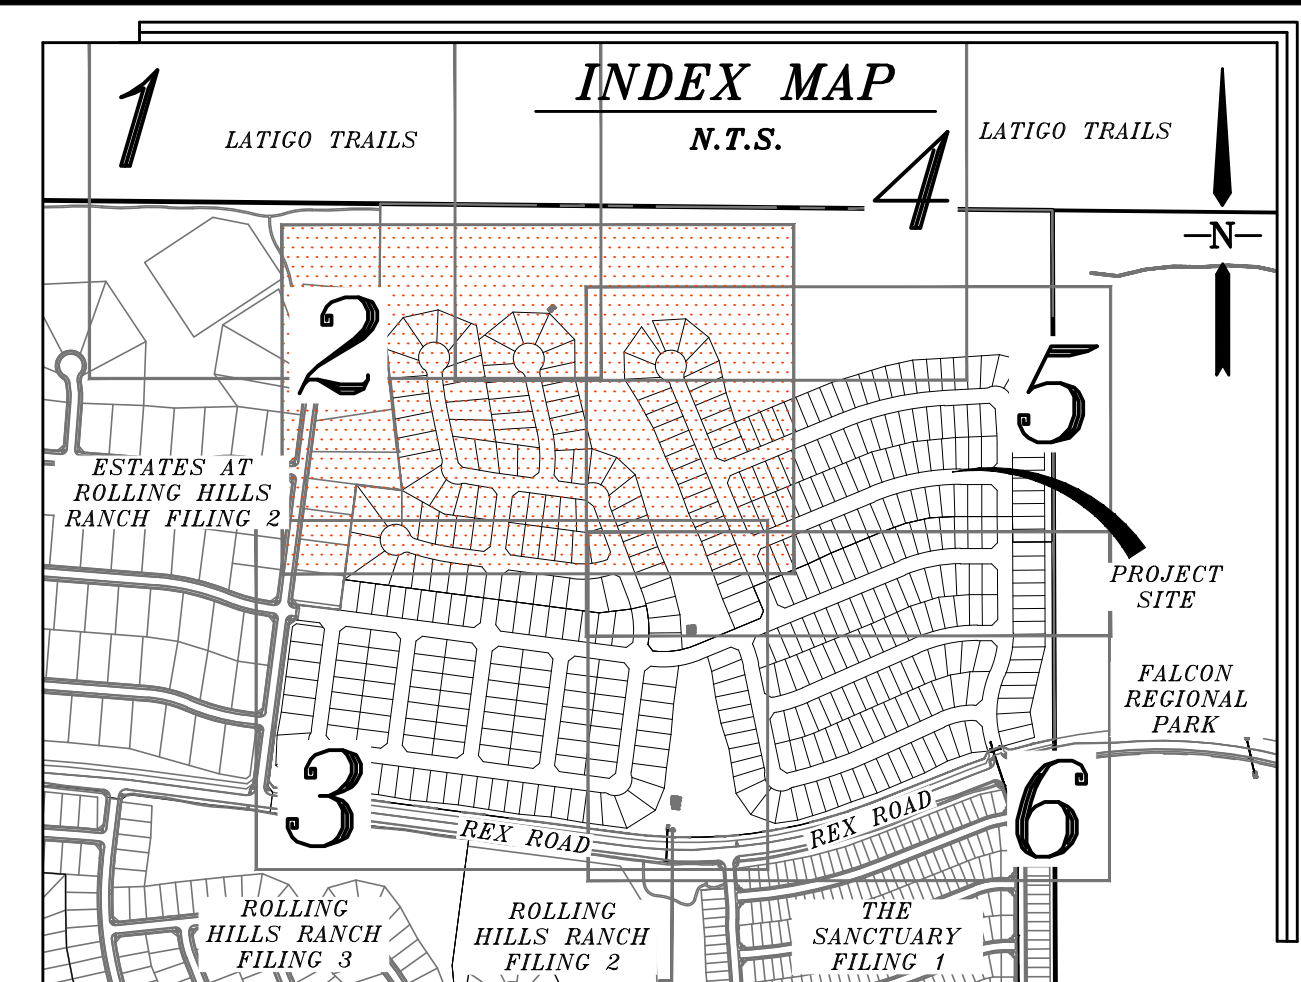 INDEX MAP
N.T.S.
1
LATIGO TRAILS
4
LATIGO TRAILS
N
2
5
ESTATES AT
ROLLING HILLS
RANCH FILING 2
PROJECT
SITE
FALCON
REGIONAL
PARK
3
REX ROAD
REX ROAD
6
ROLLING
HILLS RANCH
FILING 3
ROLLING
HILLS RANCH
FILING 2
THE
SANCTUARY
FILING 1